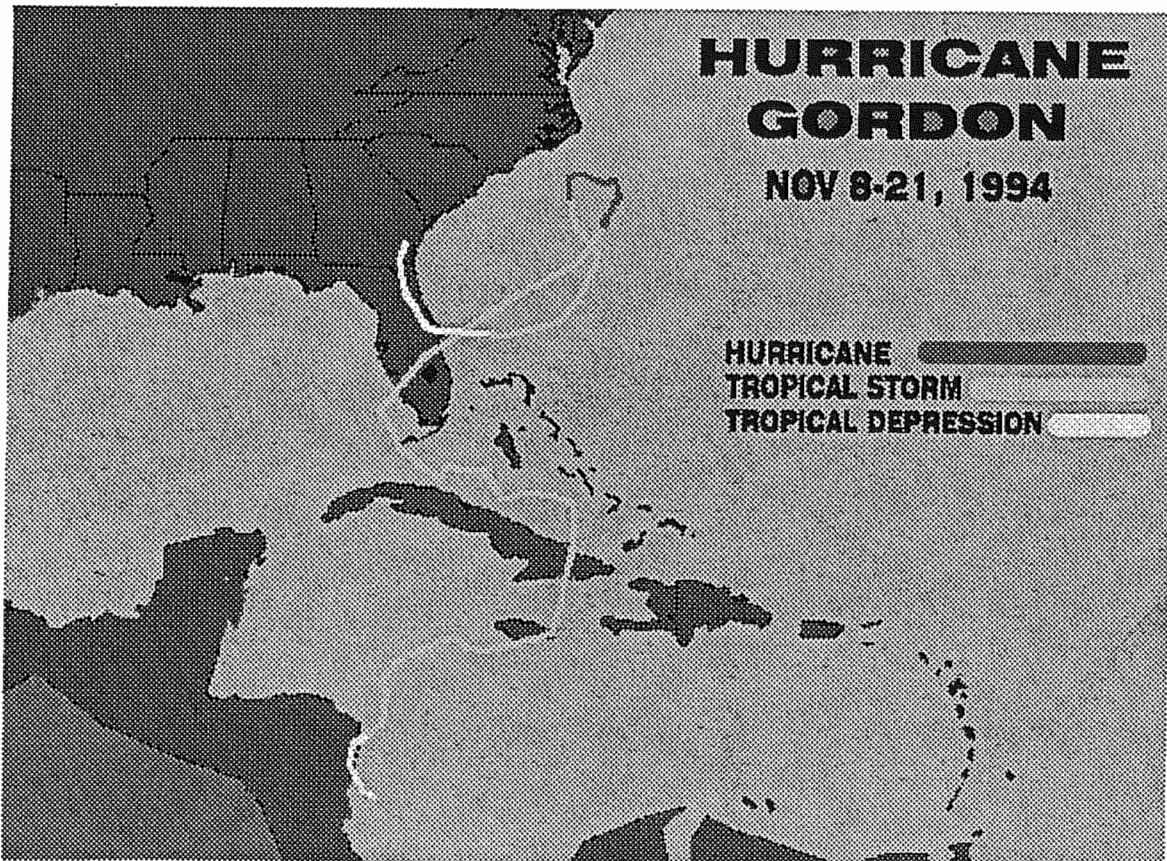 HURRICANE
GORDON
NOV 8-21, 1994
HURRICANE
TROPICAL STORM
TROPICAL DEPRESSION